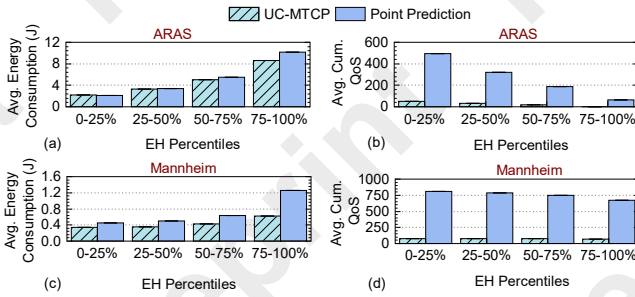 UC-MTCP Point Prediction
ARAS
Avg. Energy
Consumption (J)
12
8
4
0
0-25% 25-50% 50-75% 75-100%
(a)
EH Percentiles
ARAS
Avg. Cum.
QoS
600
400
200
0
0-25% 25-50% 50-75% 75-100%
(b)
EH Percentiles
Mannheim
Avg. Energy
Consumption (J)
1.6
1.2
0.8
0.4
0.0
0-25% 25-50% 50-75% 75-100%
(c)
EH Percentiles
Mannheim
Avg. Cum.
QoS
750
500
250
0
0-25% 25-50% 50-75% 75-100%
(d)
EH Percentiles